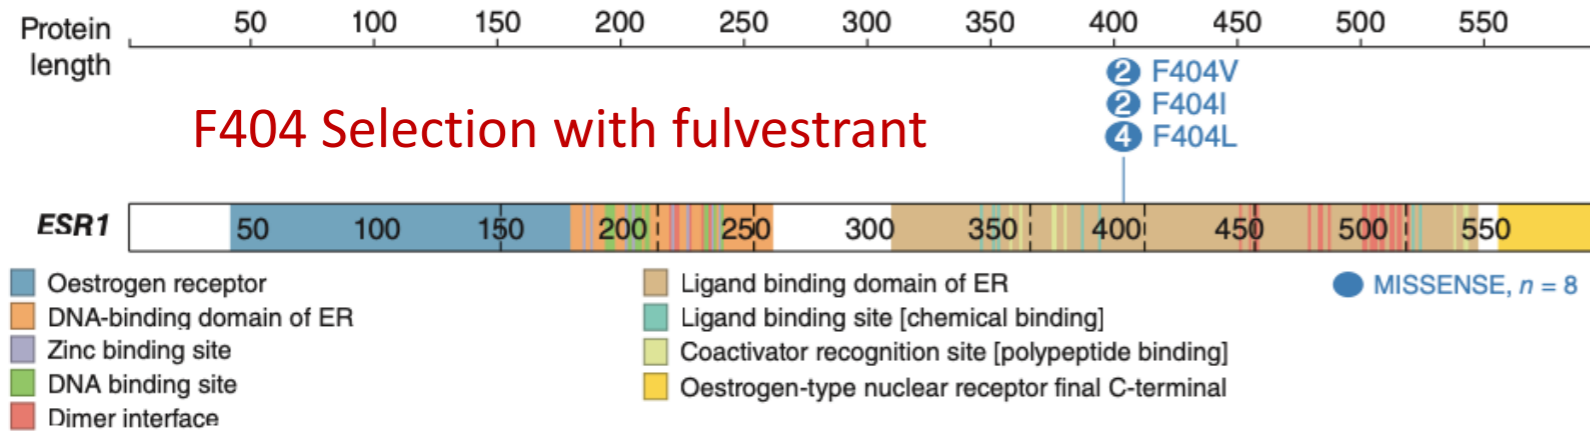 Protein length
50 100 150 200 250 300 350 400 450 500 550
2 F404V
2 F404I
4 F404L
F404 Selection with fulvestrant
ESR1
50 100 150 200 250 300 350 400 450 500 550
Oestrogen receptor
DNA-binding domain of ER
Zinc binding site
DNA binding site
Dimer interface
Ligand binding domain of ER
Ligand binding site [chemical binding]
Coactivator recognition site [polypeptide binding]
Oestrogen-type nuclear receptor final C-terminal
MISSENSE, n = 8